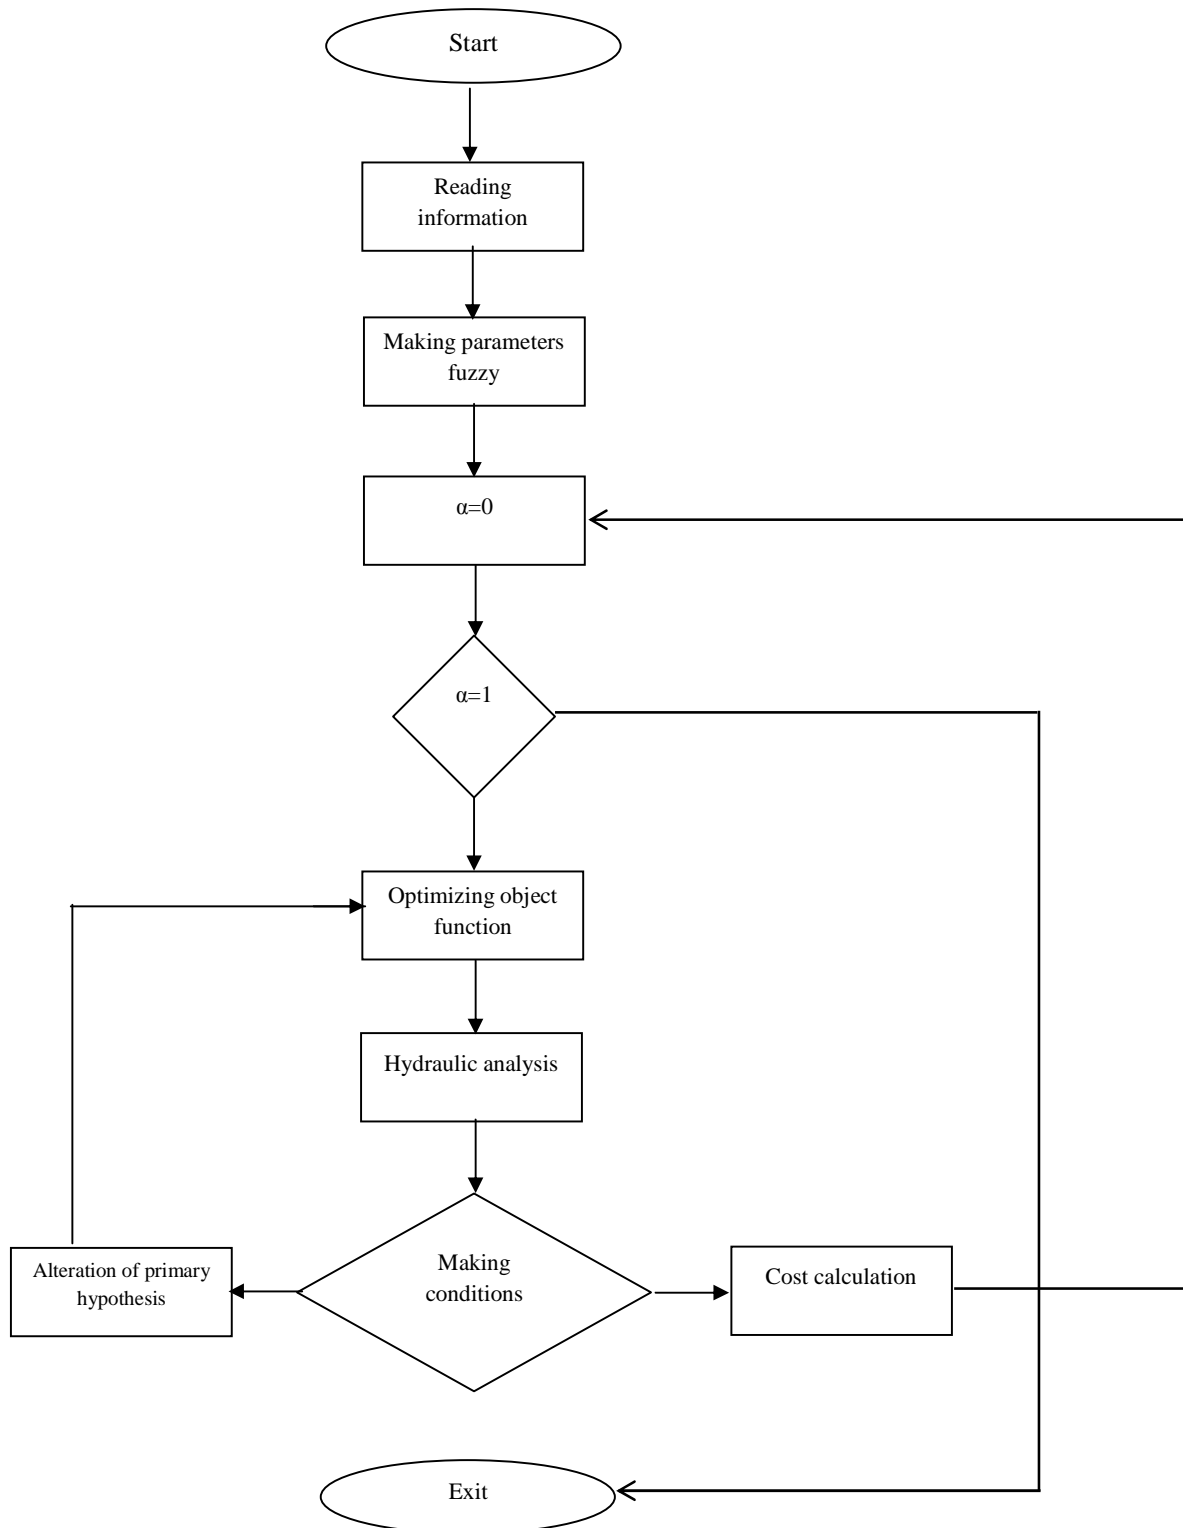 Start
Reading
information
Making parameters
fuzzy
α=0
α=1
Optimizing object
function
Hydraulic analysis
Making
conditions
Alteration of primary
hypothesis
Cost calculation
Exit